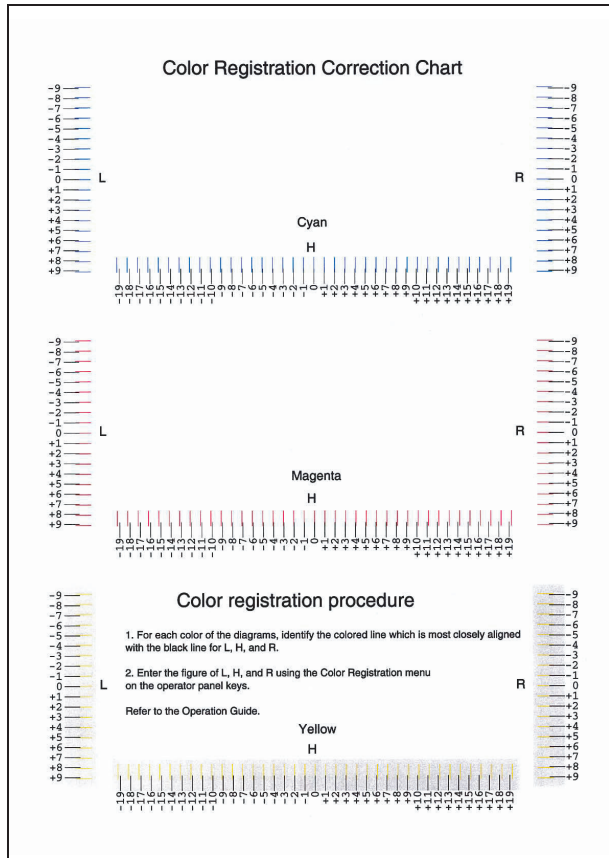 Color Registration Correction Chart
-9 -9
-8 -8
-7 -7
-6 -6
-5 -5
-4 -4
-3 -3
-2 -2
-1 -1
0 L R 0
+1 +1
+2 +2
+3 +3
+4 +4
+5 +5
+6 Cyan +6
+7 H +7
+8 +8
+9 +9
-19 -18 -17 -16 -15 -14 -13 -12 -11 -10 -9 -8 -7 -6 -5 -4 -3 -2 -1 0 +1 +2 +3 +4 +5 +6 +7 +8 +9 +10 +11 +12 +13 +14 +15 +16 +17 +18 +19
-9 -9
-8 -8
-7 -7
-6 -6
-5 -5
-4 -4
-3 -3
-2 -2
-1 -1
0 L R 0
+1 +1
+2 +2
+3 +3
+4 +4
+5 Magenta +5
+6 +6
+7 H +7
+8 +8
+9 +9
-19 -18 -17 -16 -15 -14 -13 -12 -11 -10 -9 -8 -7 -6 -5 -4 -3 -2 -1 0 +1 +2 +3 +4 +5 +6 +7 +8 +9 +10 +11 +12 +13 +14 +15 +16 +17 +18 +19
Color registration procedure
1. For each color of the diagrams, identify the colored line which is most closely aligned
with the black line for L, H, and R.
2. Enter the figure of L, H, and R using the Color Registration menu
on the operator panel keys.
Refer to the Operation Guide.
-9 -9
-8 -8
-7 -7
-6 -6
-5 -5
-4 -4
-3 -3
-2 -2
-1 -1
0 L R 0
+1 +1
+2 +2
+3 +3
+4 +4
+5 Yellow +5
+6 H +6
+7 +7
+8 +8
+9 +9
-19 -18 -17 -16 -15 -14 -13 -12 -11 -10 -9 -8 -7 -6 -5 -4 -3 -2 -1 0 +1 +2 +3 +4 +5 +6 +7 +8 +9 +10 +11 +12 +13 +14 +15 +16 +17 +18 +19